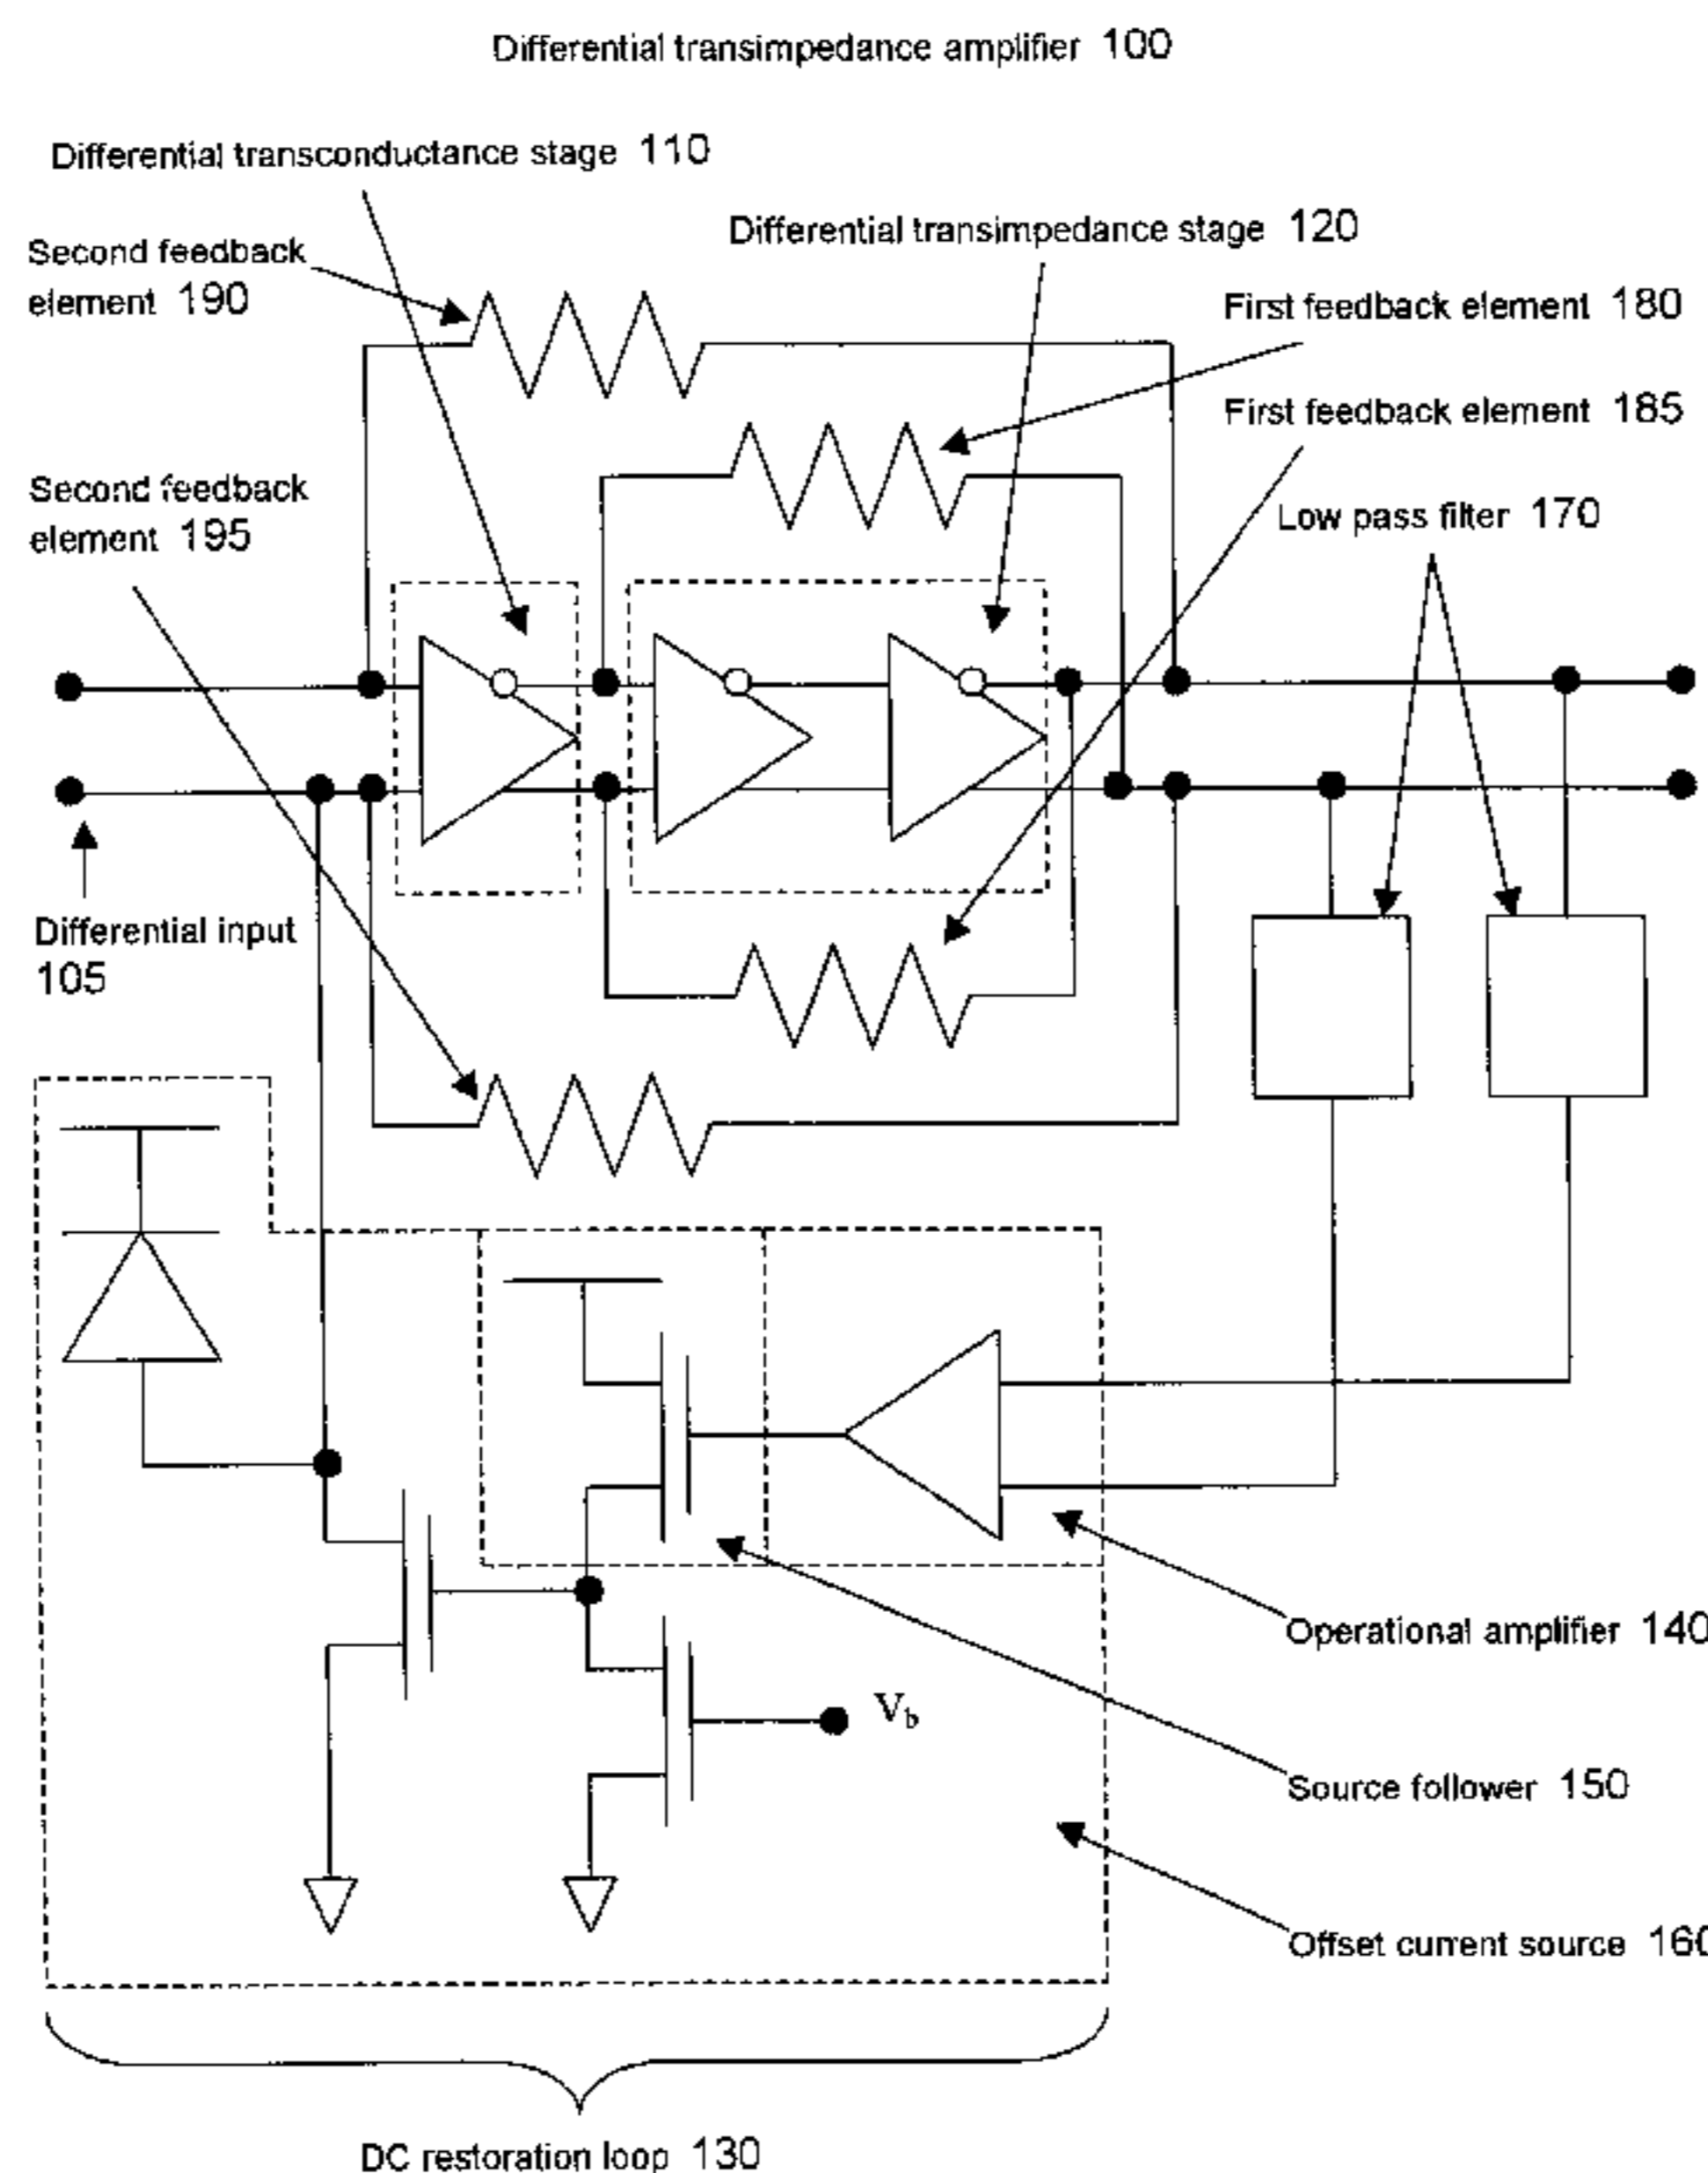 Differential transimpedance amplifier 100
Differential transconductance stage 110
Differential transimpedance stage 120
Second feedback
element 190
First feedback element 180
First feedback element 185
Second feedback
element 195
Low pass filter 170
Differential input
105
Operational amplifier 140
Vb
Source follower 150
Offset current source 160
DC restoration loop 130